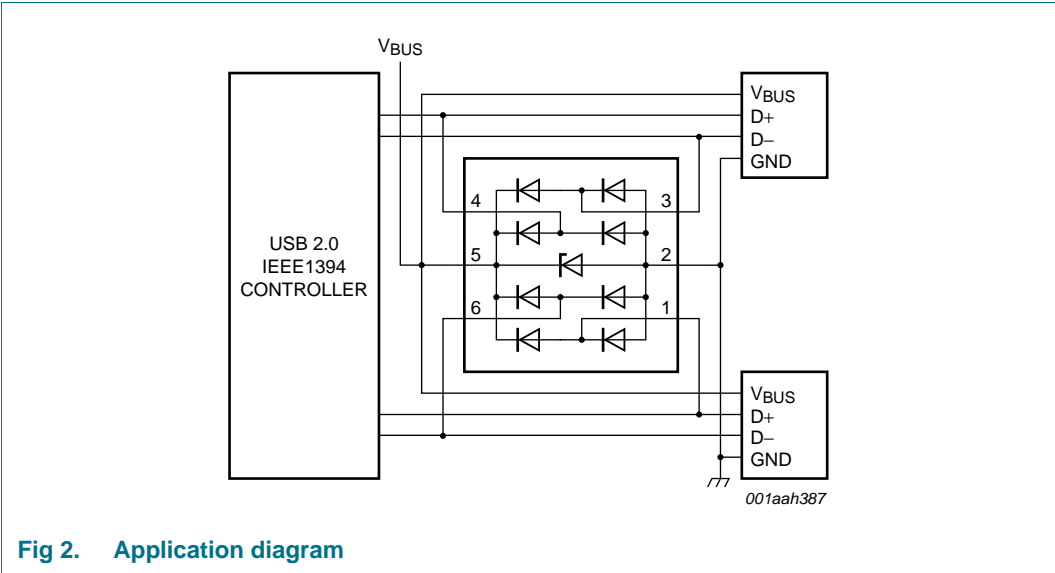 VBUS
USB 2.0
IEEE1394
CONTROLLER
4
3
5
2
6
1
VBUS
D+
D−
GND
VBUS
D+
D−
GND
001aah387
Fig 2. Application diagram